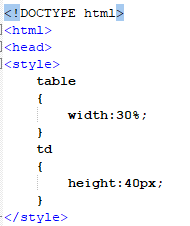 <!DOCTYPE html>
<html>
<head>
<style>
table
{
width:30%;
}
td
{
height:40px;
}
</style>